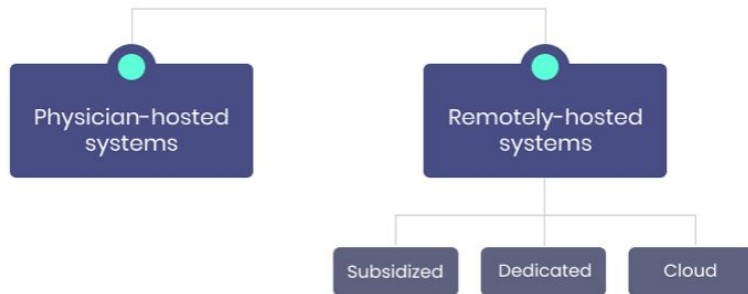 Physician-hosted
systems
Remotely-hosted
systems
Subsidized
Dedicated
Cloud